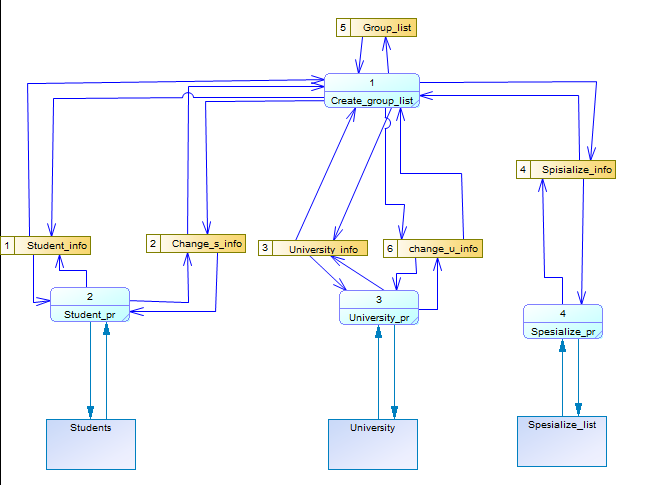 5 Group_list
1
Create_group_list
4 Spisialize_info
1 Student_info
2 Change_s_info
3 University_info
6 change_u_info
2
Student_pr
3
University_pr
4
Spesialize_pr
Students
University
Spesialize_list